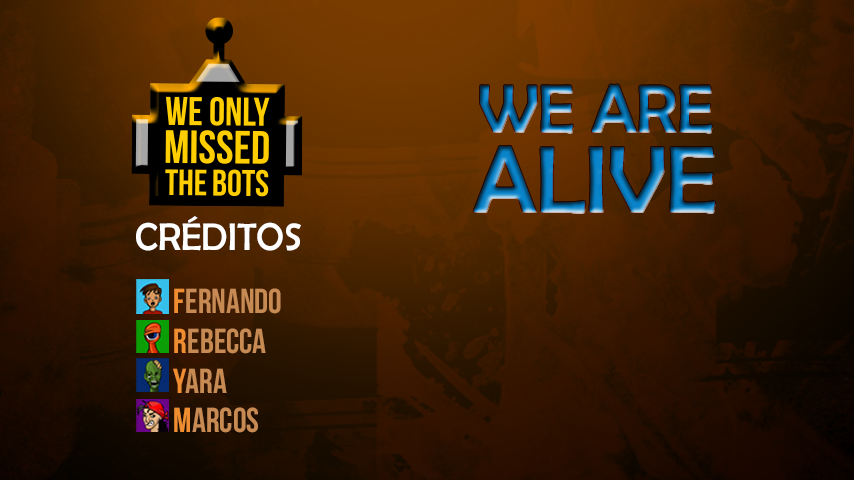 WE ONLY
MISSED
THE BOTS
CRÉDITOS
FERNANDO
REBECCA
YARA
MARCOS
WE ARE
ALIVE